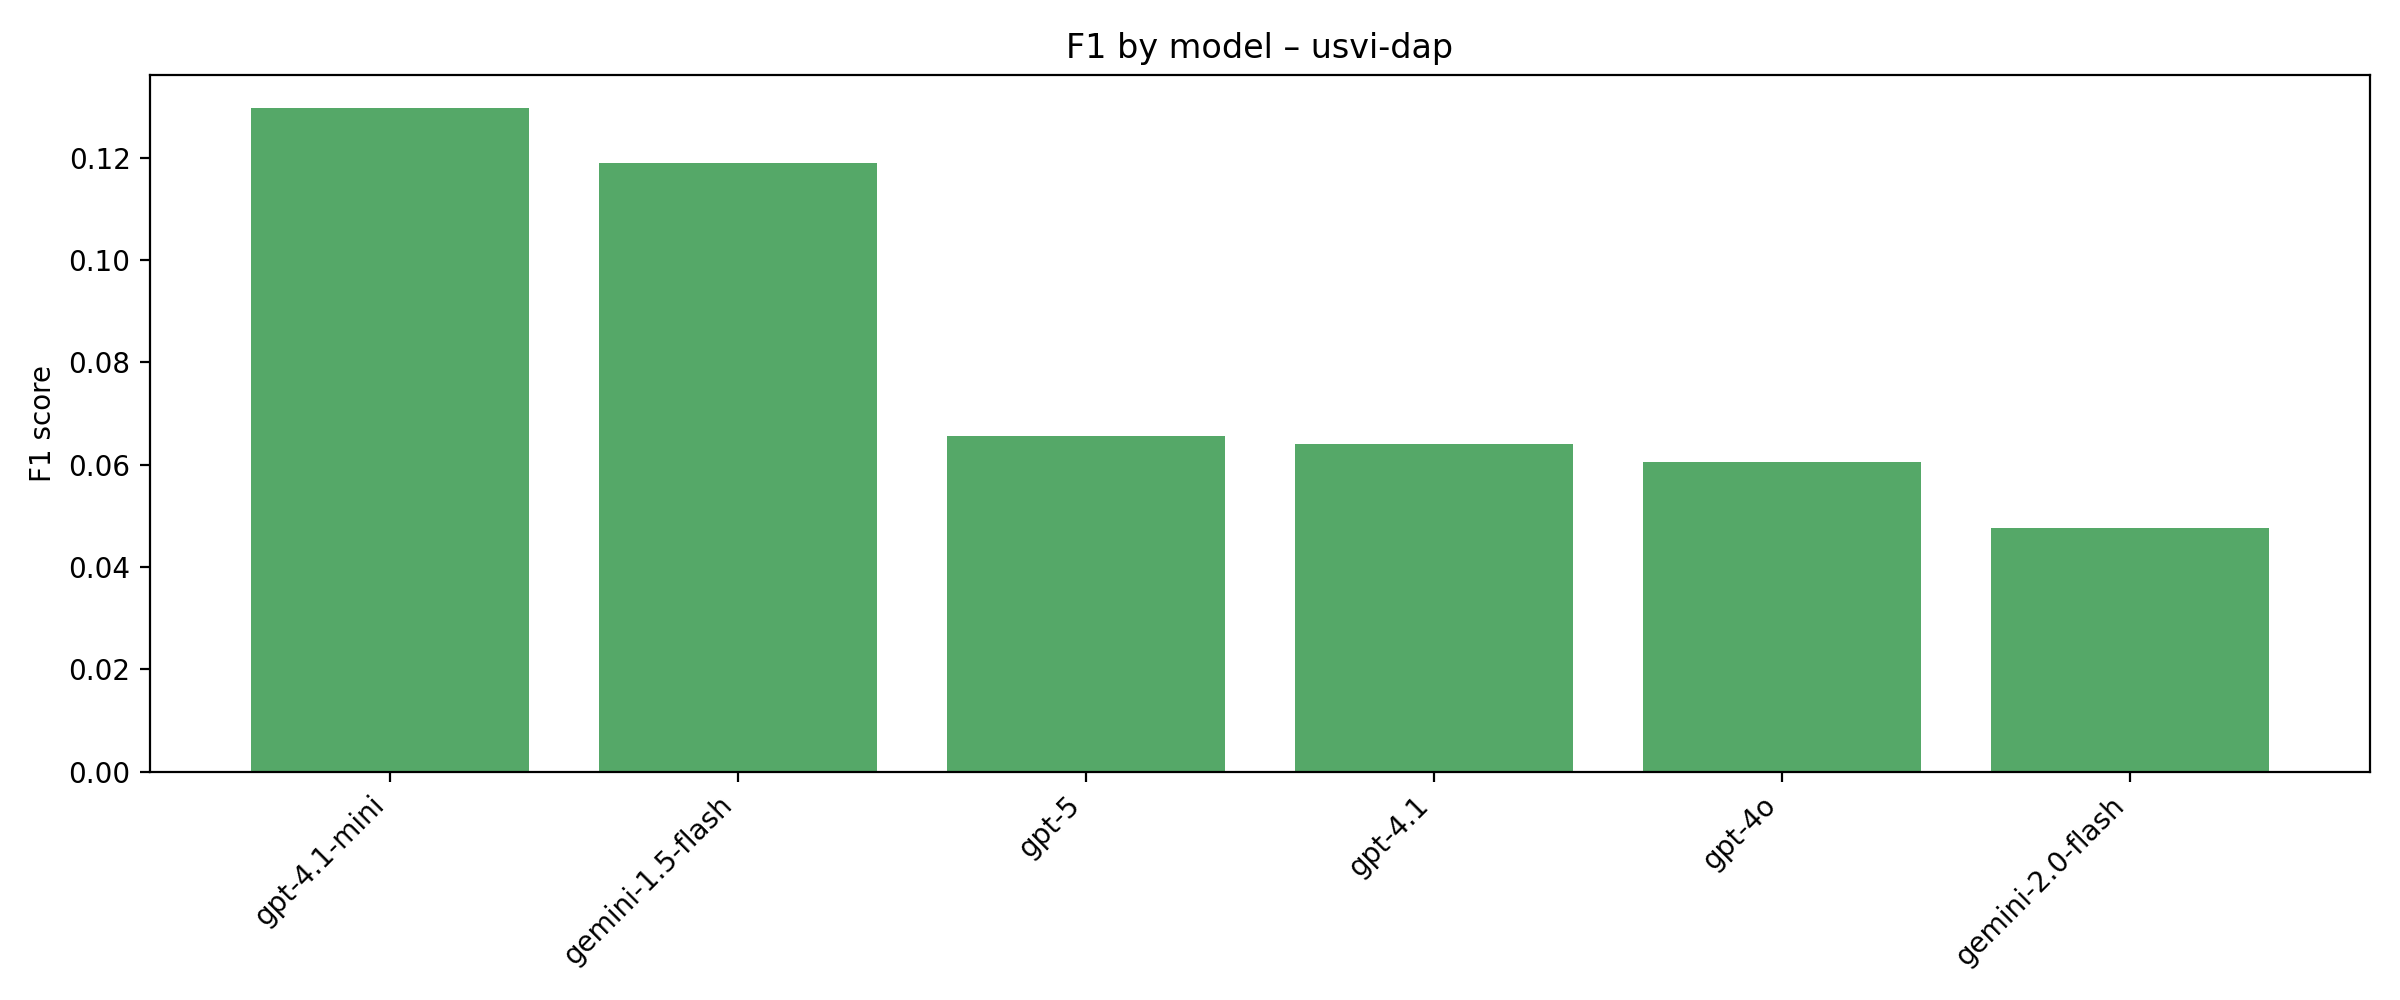 F1 by model – usvi-dap
F1 score
0.12
0.10
0.08
0.06
0.04
0.02
0.00
gpt-4.1-mini
gemini-1.5-flash
gpt-5
gpt-4.1
gpt-4o
gemini-2.0-flash